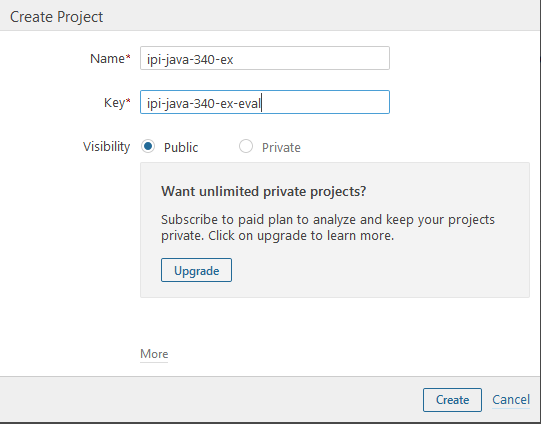 Create Project
Name* ipi-java-340-ex
Key* ipi-java-340-ex-eval
Visibility Public Private
Want unlimited private projects?
Subscribe to paid plan to analyze and keep your projects
private. Click on upgrade to learn more.
Upgrade
More
Create Cancel